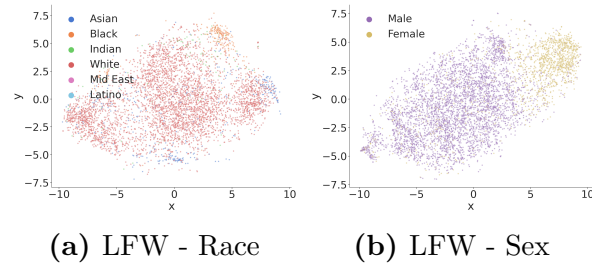 Asian
Black
Indian
White
Mid East
Latino
7.5
5.0
2.5
0.0
−2.5
−5.0
−7.5
y
−10 −5 0 5 10
x
(a) LFW - Race
Male
Female
7.5
5.0
2.5
0.0
−2.5
−5.0
−7.5
y
−10 −5 0 5 10
x
(b) LFW - Sex